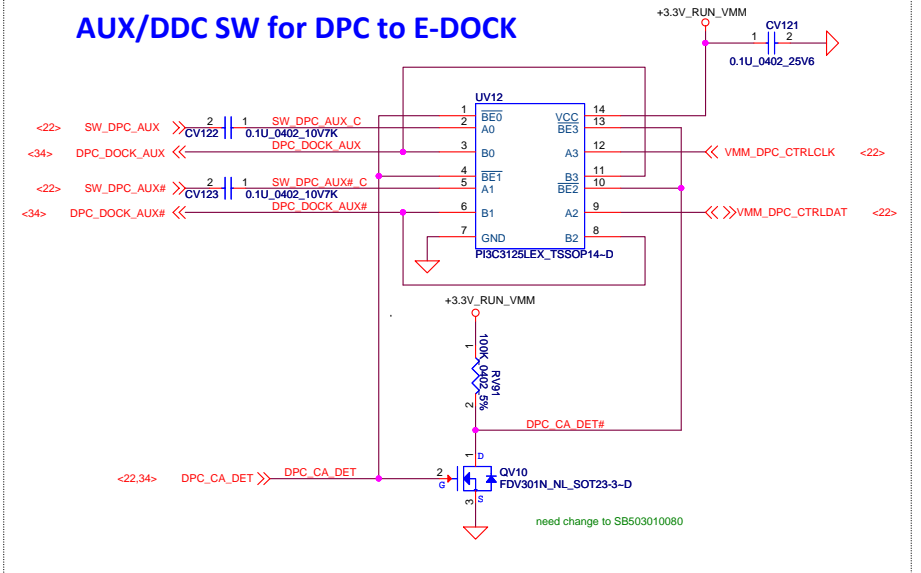 AUX/DDC SW for DPC to E-DOCK
+3.3V_RUN_VMM
CV121
1 2
0.1U_0402_25V6
UV12
<22> SW_DPC_AUX 2 1 SW_DPC_AUX_C
CV122 0.1U_0402_10V7K
<34> DPC_DOCK_AUX DPC_DOCK_AUX
<22> SW_DPC_AUX# 2 1 SW_DPC_AUX#_C
CV123 0.1U_0402_10V7K
<34> DPC_DOCK_AUX# DPC_DOCK_AUX#
1 BE0 VCC 14
2 A0 BE3 13
3 B0 A3 12
4 BE1 B3 11
5 A1 BE2 10
6 B1 A2 9
7 GND B2 8
VMM_DPC_CTRLCLK <22>
VMM_DPC_CTRLDAT <22>
PI3C3125LEX_TSSOP14~D
+3.3V_RUN_VMM
1
100K_0402_5%
RV91
2
DPC_CA_DET#
<22,34> DPC_CA_DET DPC_CA_DET
1 D
2 G
3 S
QV10
FDV301N_NL_SOT23-3~D
need change to SB503010080